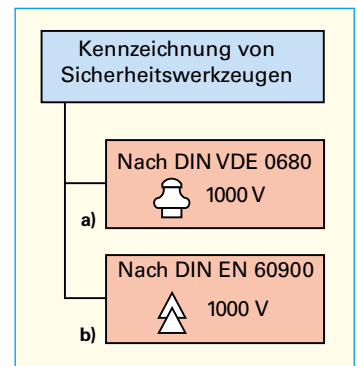 Kennzeichnung von
Sicherheitswerkzeugen
Nach DIN VDE 0680
1000 V
a)
Nach DIN EN 60900
1000 V
b)